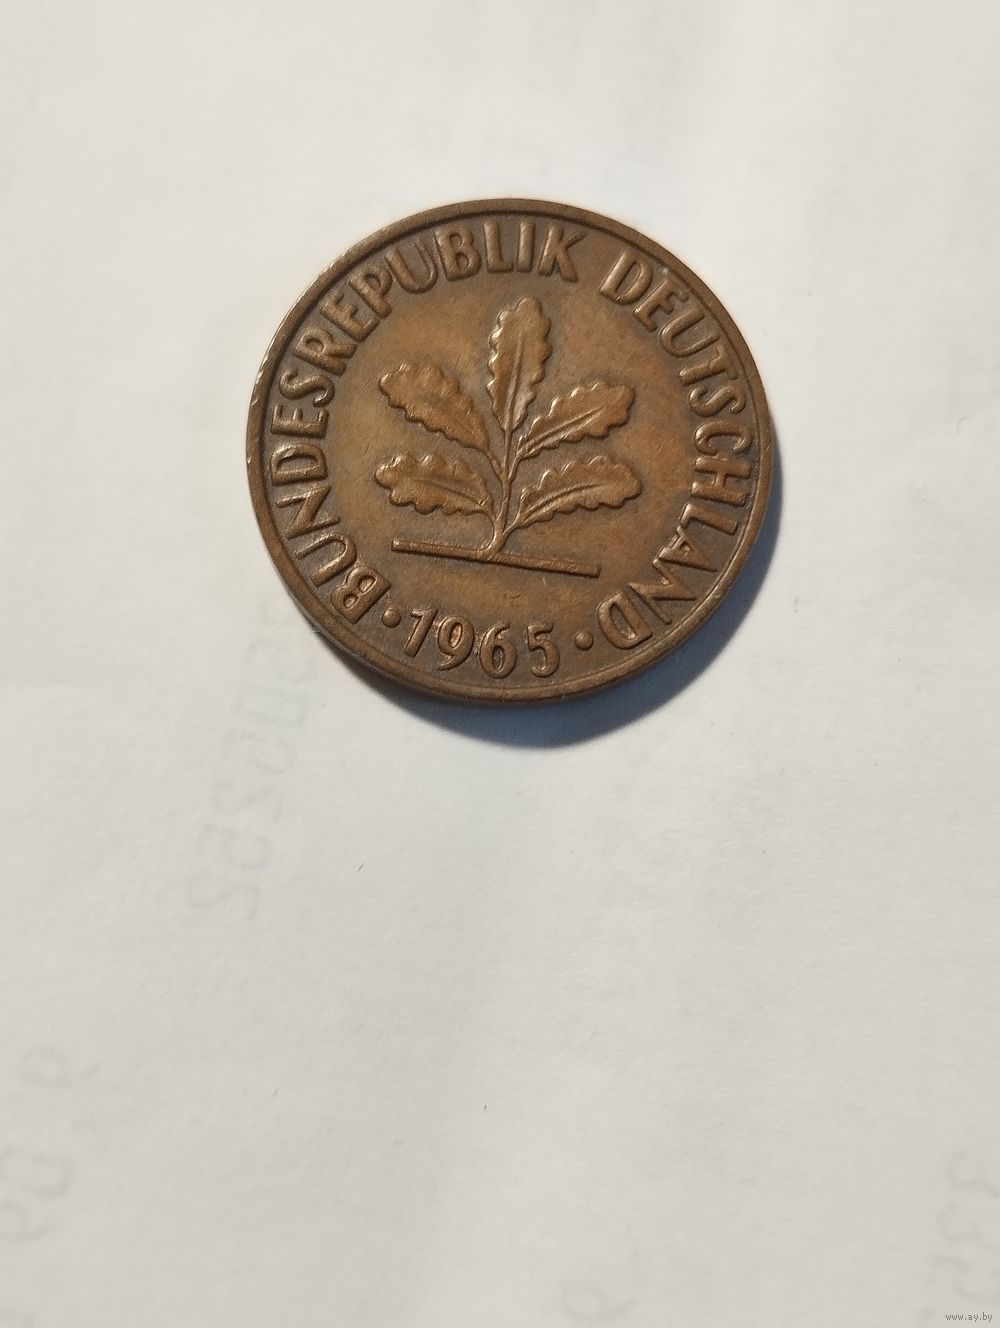 BUNDESREPUBLIK DEUTSCHLAND
· 1965 ·
www.ay.by